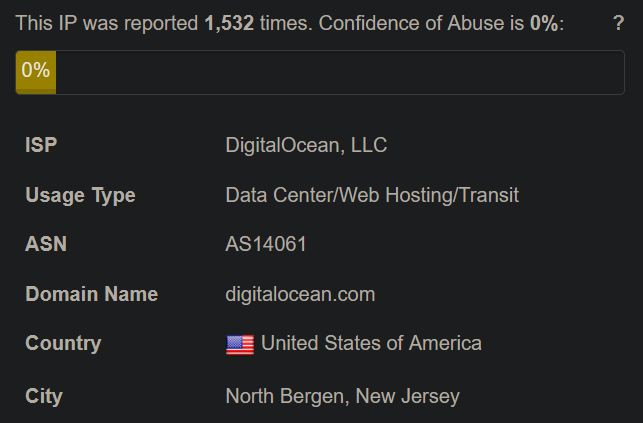 This IP was reported 1,532 times. Confidence of Abuse is 0%: ?
0%
ISP DigitalOcean, LLC
Usage Type Data Center/Web Hosting/Transit
ASN AS14061
Domain Name digitalocean.com
Country United States of America
City North Bergen, New Jersey